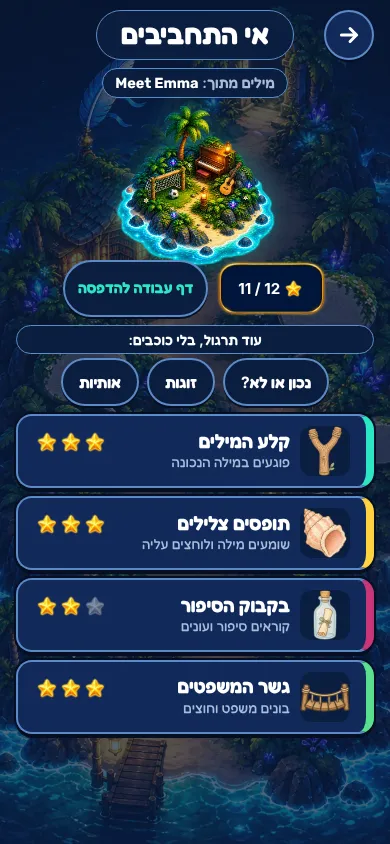 אי התחביבים
מילים מתוך: Meet Emma
11 / 12
דף עבודה להדפסה
עוד תרגול, בלי כוכבים:
נכון או לא?
זוגות
אותיות
קלע המילים
פוגעים במילה הנכונה
תופסים צלילים
שומעים מילה ולוחצים עליה
בקבוק הסיפור
קוראים סיפור ועונים
גשר המשפטים
בונים משפט וחוצים